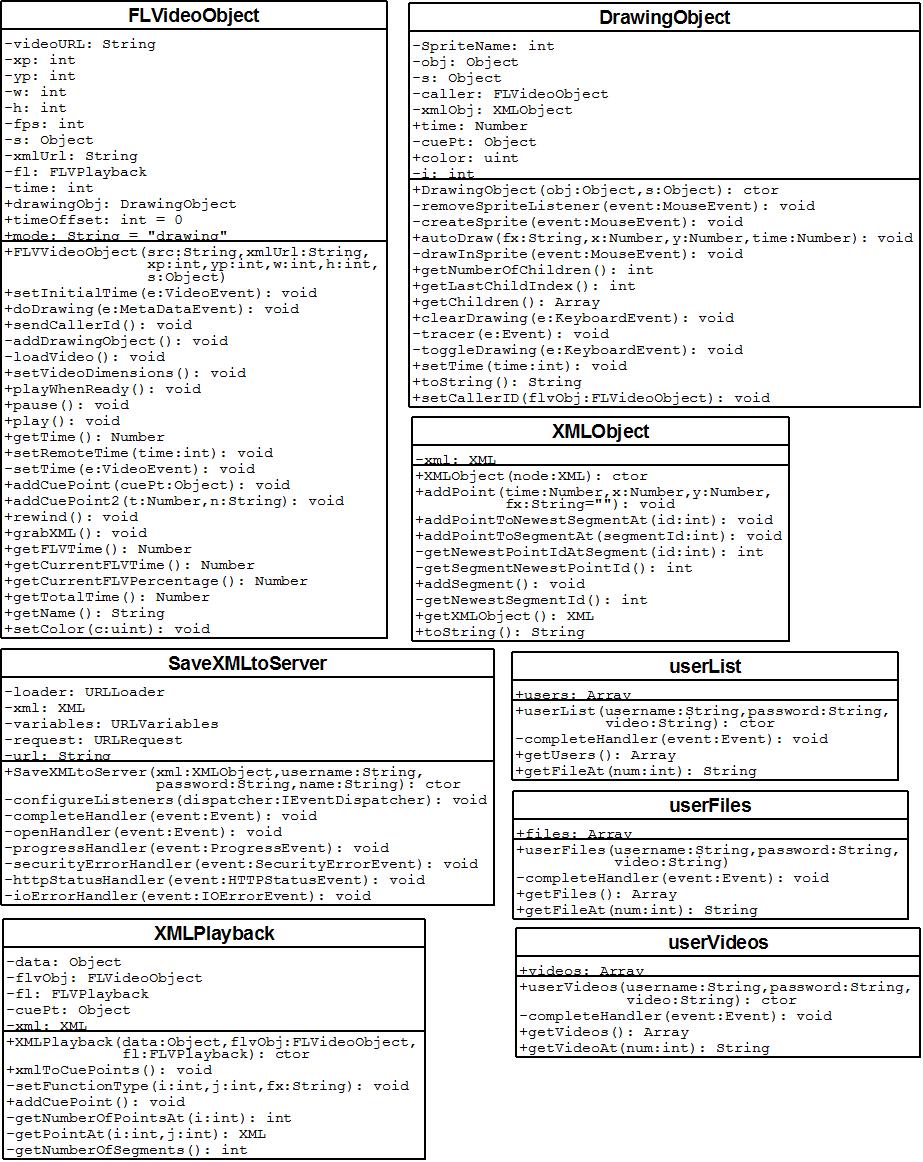 FLVideoObject
-videoURL: String
-xp: int
-yp: int
-w: int
-h: int
-fps: int
-s: Object
-xmlUrl: String
-fl: FLVPlayback
-time: int
+drawingObj: DrawingObject
+timeOffset: int = 0
+mode: String = "drawing"
+FLVVideoObject(src:String,xmlUrl:String,
xp:int,yp:int,w:int,h:int,
s:Object)
+setInitialTime(e:VideoEvent): void
+doDrawing(e:MetaDataEvent): void
+sendCallerId(): void
-addDrawingObject(): void
-loadVideo(): void
+setVideoDimensions(): void
+playWhenReady(): void
+pause(): void
+play(): void
+getTime(): Number
+setRemoteTime(time:int): void
-setTime(e:VideoEvent): void
+addCuePoint(cuePt:Object): void
+addCuePoint2(t:Number,n:String): void
+rewind(): void
+grabXML(): void
+getFLVTime(): Number
+getCurrentFLVTime(): Number
+getCurrentFLVPercentage(): Number
+getTotalTime(): Number
+getName(): String
+setColor(c:uint): void
DrawingObject
-SpriteName: int
-obj: Object
-s: Object
-caller: FLVideoObject
-xmlObj: XMLObject
+time: Number
-cuePt: Object
+color: uint
-i: int
+DrawingObject(obj:Object,s:Object): ctor
-removeSpriteListener(event:MouseEvent): void
-createSprite(event:MouseEvent): void
+autoDraw(fx:String,x:Number,y:Number,time:Number): void
-drawInSprite(event:MouseEvent): void
+getNumberOfChildren(): int
+getLastChildIndex(): int
+getChildren(): Array
+clearDrawing(e:KeyboardEvent): void
-tracer(e:Event): void
-toggleDrawing(e:KeyboardEvent): void
+setTime(time:int): void
+toString(): String
+setCallerID(flvObj:FLVideoObject): void
XMLObject
-xml: XML
+XMLObject(node:XML): ctor
+addPoint(time:Number,x:Number,y:Number,
fx:String=""): void
+addPointToNewestSegmentAt(id:int): void
+addPointToSegmentAt(segmentId:int): void
-getNewestPointIdAtSegment(id:int): int
-getSegmentNewestPointId(): int
+addSegment(): void
-getNewestSegmentId(): int
+getXMLObject(): XML
+toString(): String
SaveXMLtoServer
-loader: URLLoader
-xml: XML
-variables: URLVariables
-request: URLRequest
-url: String
+SaveXMLtoServer(xml:XMLObject,username:String,
password:String,name:String): ctor
-configureListeners(dispatcher:IEventDispatcher): void
-completeHandler(event:Event): void
-openHandler(event:Event): void
-progressHandler(event:ProgressEvent): void
-securityErrorHandler(event:SecurityErrorEvent): void
-httpStatusHandler(event:HTTPStatusEvent): void
-ioErrorHandler(event:IOErrorEvent): void
userList
+users: Array
+userList(username:String,password:String,
video:String): ctor
-completeHandler(event:Event): void
+getUsers(): Array
+getFileAt(num:int): String
userFiles
+files: Array
+userFiles(username:String,password:String,
video:String)
-completeHandler(event:Event): void
+getFiles(): Array
+getFileAt(num:int): String
XMLPlayback
-data: Object
-flvObj: FLVideoObject
-fl: FLVPlayback
-cuePt: Object
-xml: XML
+XMLPlayback(data:Object,flvObj:FLVideoObject,
fl:FLVPlayback): ctor
+xmlToCuePoints(): void
-setFunctionType(i:int,j:int,fx:String): void
+addCuePoint(): void
-getNumberOfPointsAt(i:int): int
-getPointAt(i:int,j:int): XML
-getNumberOfSegments(): int
userVideos
+videos: Array
+userVideos(username:String,password:String,
video:String): ctor
-completeHandler(event:Event): void
+getVideos(): Array
+getVideoAt(num:int): String